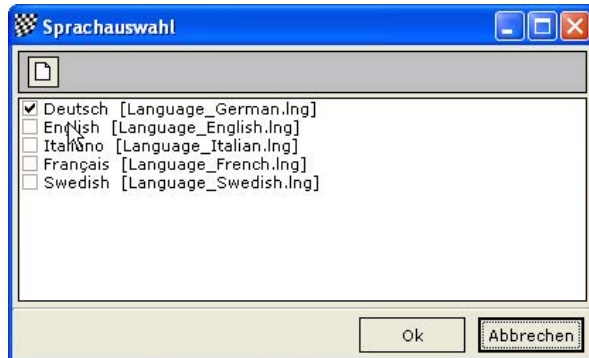 Sprachauswahl
Deutsch [Language_German.lng]
English [Language_English.lng]
Italiano [Language_Italian.lng]
Français [Language_French.lng]
Swedish [Language_Swedish.lng]
Ok
Abbrechen